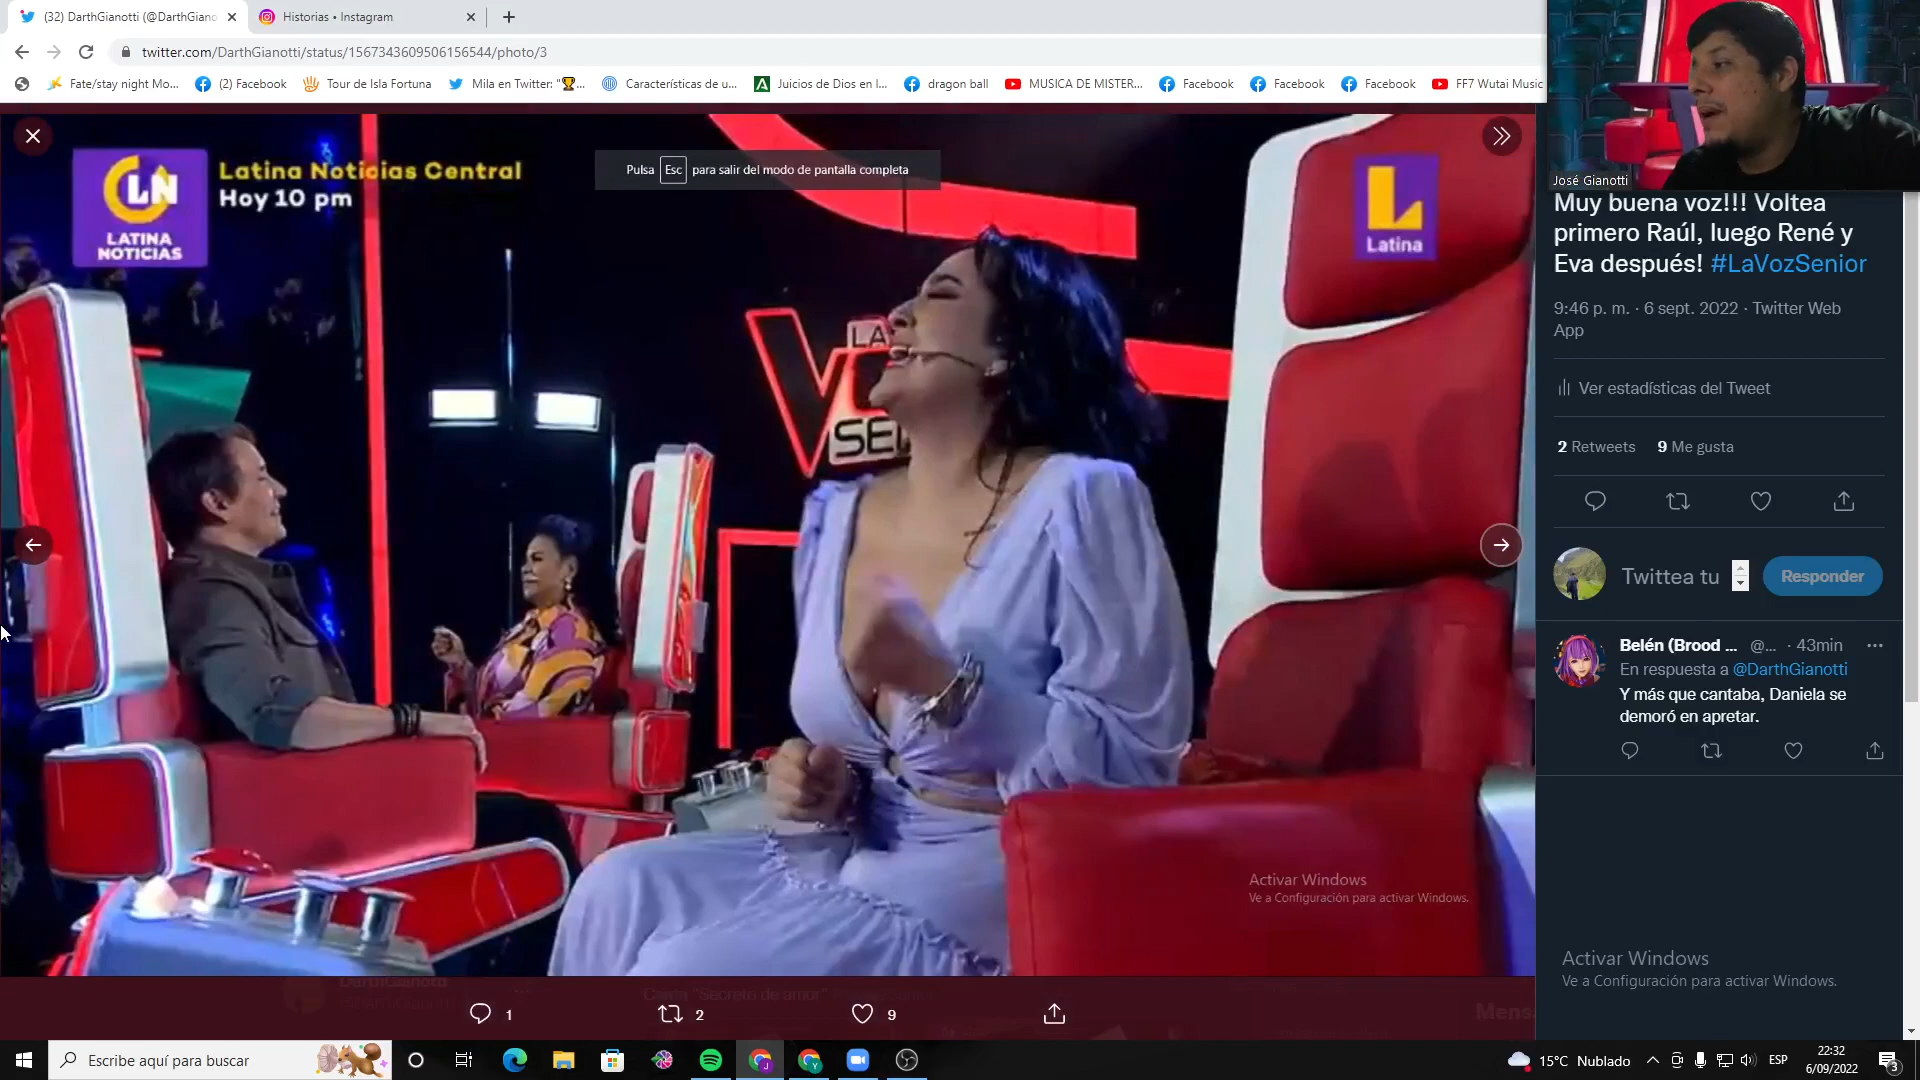 (32) DarthGianotti (@DarthGiano
Historias • Instagram
twitter.com/DarthGianotti/status/1567343609506156544/photo/3
Fate/stay night Mo...
(2) Facebook
Tour de Isla Fortuna
Mila en Twitter: "🏆...
Características de u...
Juicios de Dios en l...
dragon ball
MUSICA DE MISTER...
Facebook
Facebook
Facebook
FF7 Wutai Music
José Gianotti
LN
LATINA
NOTICIAS
Latina Noticias Central
Hoy 10 pm
Pulsa Esc para salir del modo de pantalla completa
Latina
LA
Muy buena voz!!! Voltea
primero Raúl, luego René y
Eva después! #LaVozSenior
9:46 p. m. · 6 sept. 2022 · Twitter Web
App
Ver estadísticas del Tweet
2 Retweets 9 Me gusta
Twittea tu
Responder
Belén (Brood ... @... · 43min
En respuesta a @DarthGianotti
Y más que cantaba, Daniela se
demoró en apretar.
Activar Windows
Ve a Configuración para activar Windows.
Activar Windows
Ve a Configuración para activar Windows.
DarthGianotti
Canta "Secreto de amor"
1
2
9
Escribe aquí para buscar
15°C Nublado
ESP
22:32
6/09/2022
3